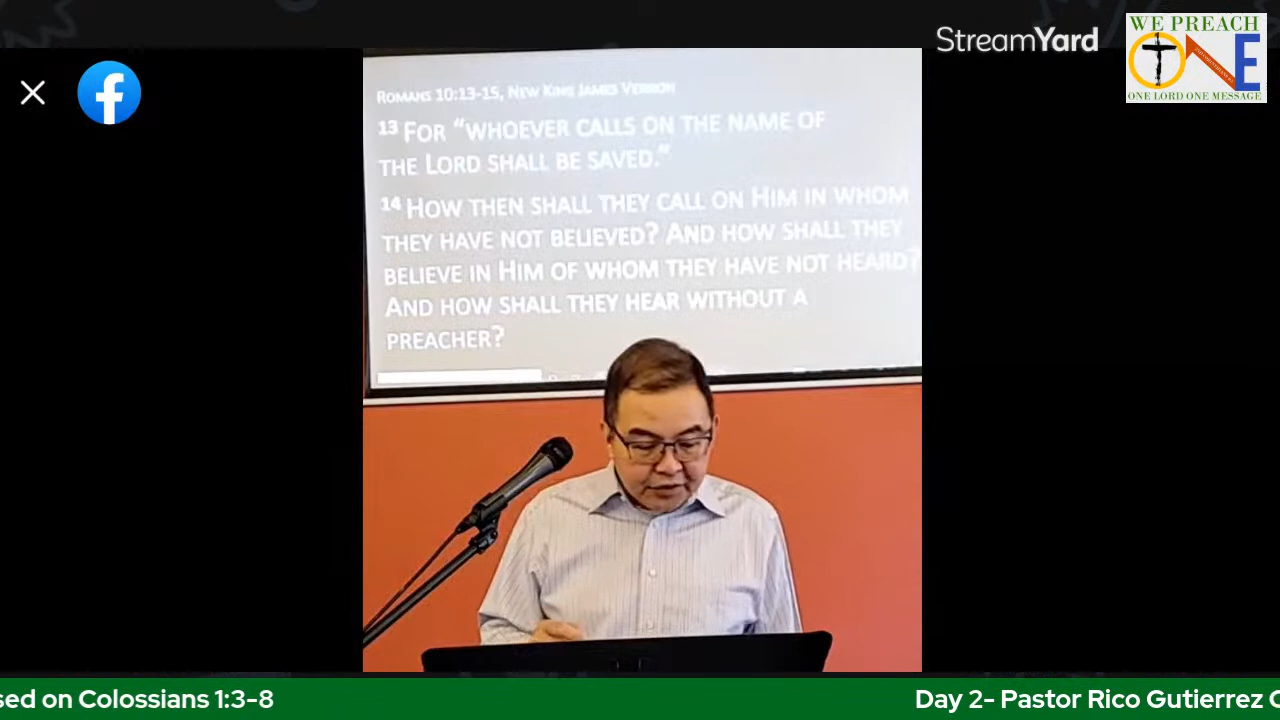 StreamYard
WE PREACH
ONE
ONE LORD ONE MESSAGE
ROMANS 10:13-15, NEW KING JAMES VERSION
13 FOR “WHOEVER CALLS ON THE NAME OF
THE LORD SHALL BE SAVED.”
14 HOW THEN SHALL THEY CALL ON HIM IN WHOM
THEY HAVE NOT BELIEVED? AND HOW SHALL THEY
BELIEVE IN HIM OF WHOM THEY HAVE NOT HEARD?
AND HOW SHALL THEY HEAR WITHOUT A
PREACHER?
sed on Colossians 1:3-8
Day 2- Pastor Rico Gutierrez